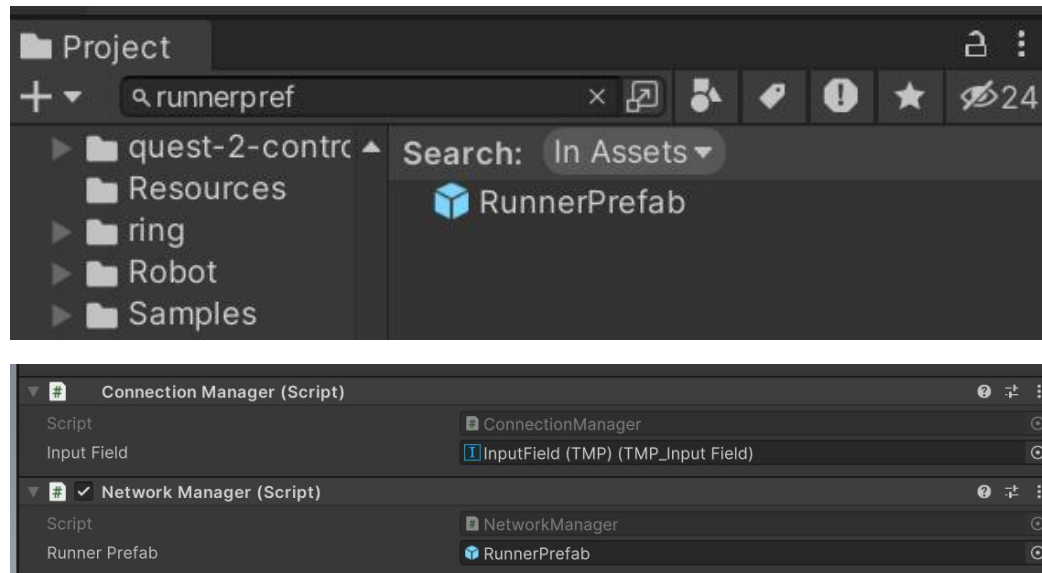 Project
runnerpref 24
quest-2-contrc
Search: In Assets
Resources
RunnerPrefab
ring
Robot
Samples
# Connection Manager (Script)
Script # ConnectionManager
Input Field InputField (TMP) (TMP_Input Field)
# Network Manager (Script)
Script # NetworkManager
Runner Prefab RunnerPrefab